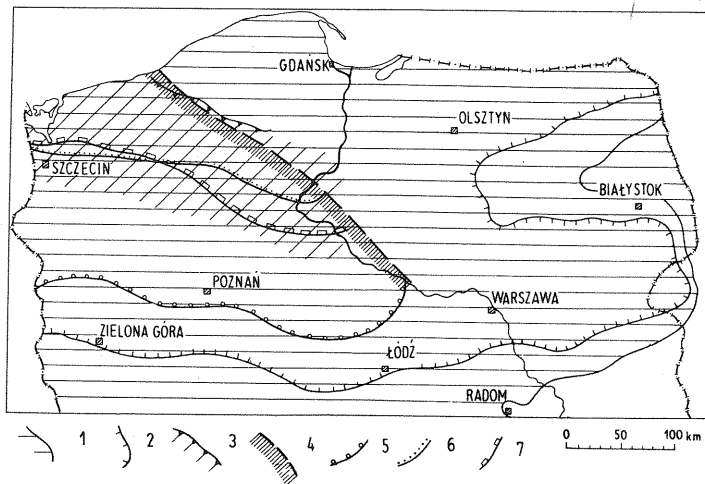 GDAŃSK
OLSZTYN
SZCZECIN
BIAŁYSTOK
POZNAŃ
WARSZAWA
ZIELONA GÓRA
ŁÓDŹ
RADOM
1 2 3 4 5 6 7
0 50 100 km